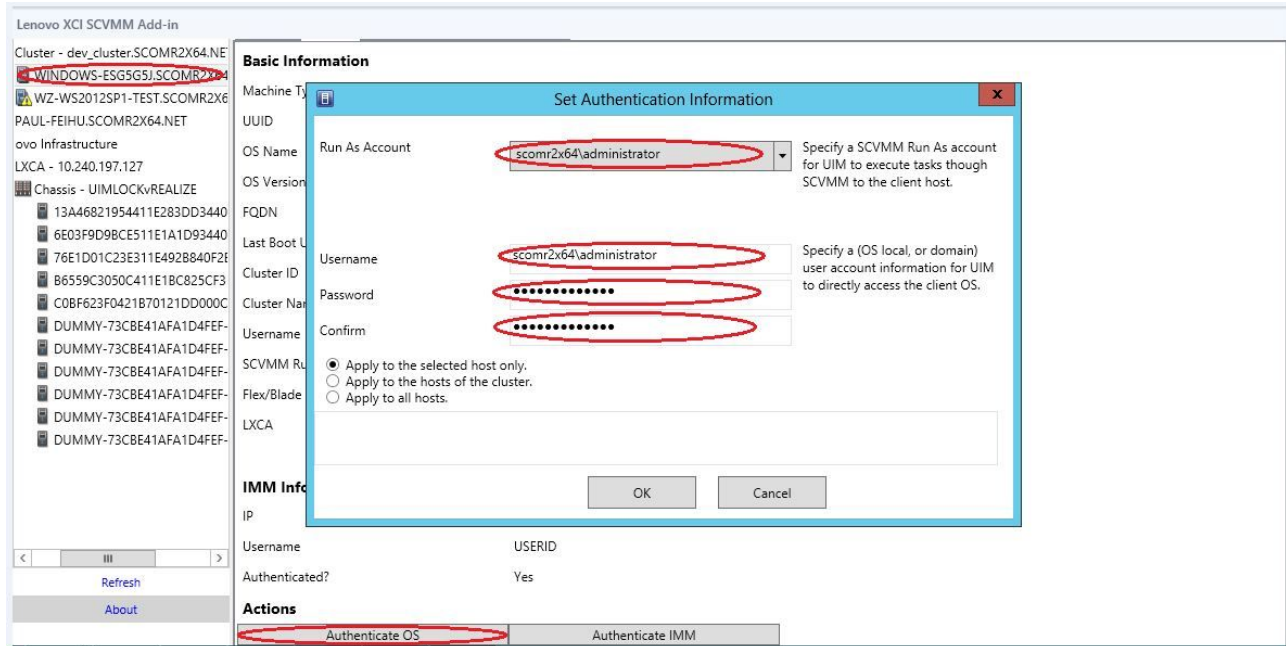 Lenovo XCI SCVMM Add-in
Cluster - dev_cluster.SCOMR2X64.NE
WINDOWS-ESG5G5J.SCOMR2X64
WZ-WS2012SP1-TEST.SCOMR2X6
PAUL-FEIHU.SCOMR2X64.NET
ovo Infrastructure
LXCA - 10.240.197.127
Chassis - UIMLOCKvREALIZE
13A46821954411E283DD3440
6E03F9D9BCE511E1A1D93440
76E1D01C23E311E492B840F2E
B6559C3050C411E1BC825CF3
C0BF623F0421B70121DD000C
DUMMY-73CBE41AFA1D4FEF-
DUMMY-73CBE41AFA1D4FEF-
DUMMY-73CBE41AFA1D4FEF-
DUMMY-73CBE41AFA1D4FEF-
DUMMY-73CBE41AFA1D4FEF-
DUMMY-73CBE41AFA1D4FEF-
Refresh
About
Basic Information
Machine Ty
UUID
OS Name
OS Version
FQDN
Last Boot U
Cluster ID
Cluster Nar
Username
SCVMM Ru
Flex/Blade
LXCA
IMM Info
IP
Username USERID
Authenticated? Yes
Actions
Authenticate OS Authenticate IMM
Set Authentication Information
x
Run As Account scomr2x64\administrator
Specify a SCVMM Run As account
for UIM to execute tasks though
SCVMM to the client host.
Username scomr2x64\administrator
Password •••••••••••••
Confirm •••••••••••••
Specify a (OS local, or domain)
user account information for UIM
to directly access the client OS.
Apply to the selected host only.
Apply to the hosts of the cluster.
Apply to all hosts.
OK Cancel